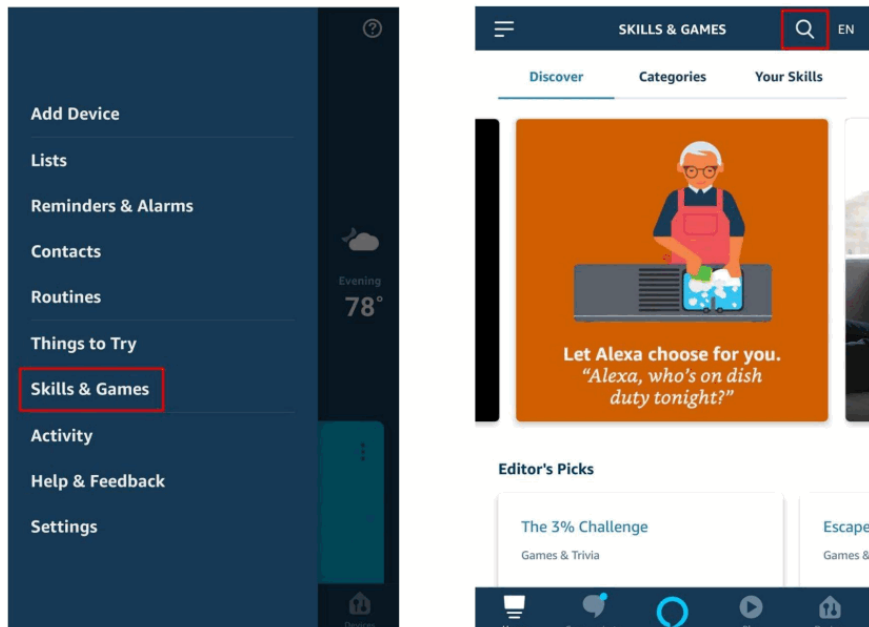 Add Device
Lists
Reminders & Alarms
Contacts
Routines
Things to Try
Skills & Games
Activity
Help & Feedback
Settings
Evening
78°
Devices
SKILLS & GAMES
EN
Discover
Categories
Your Skills
Let Alexa choose for you.
“Alexa, who’s on dish
duty tonight?”
Editor's Picks
The 3% Challenge
Games & Trivia
Escape
Games &